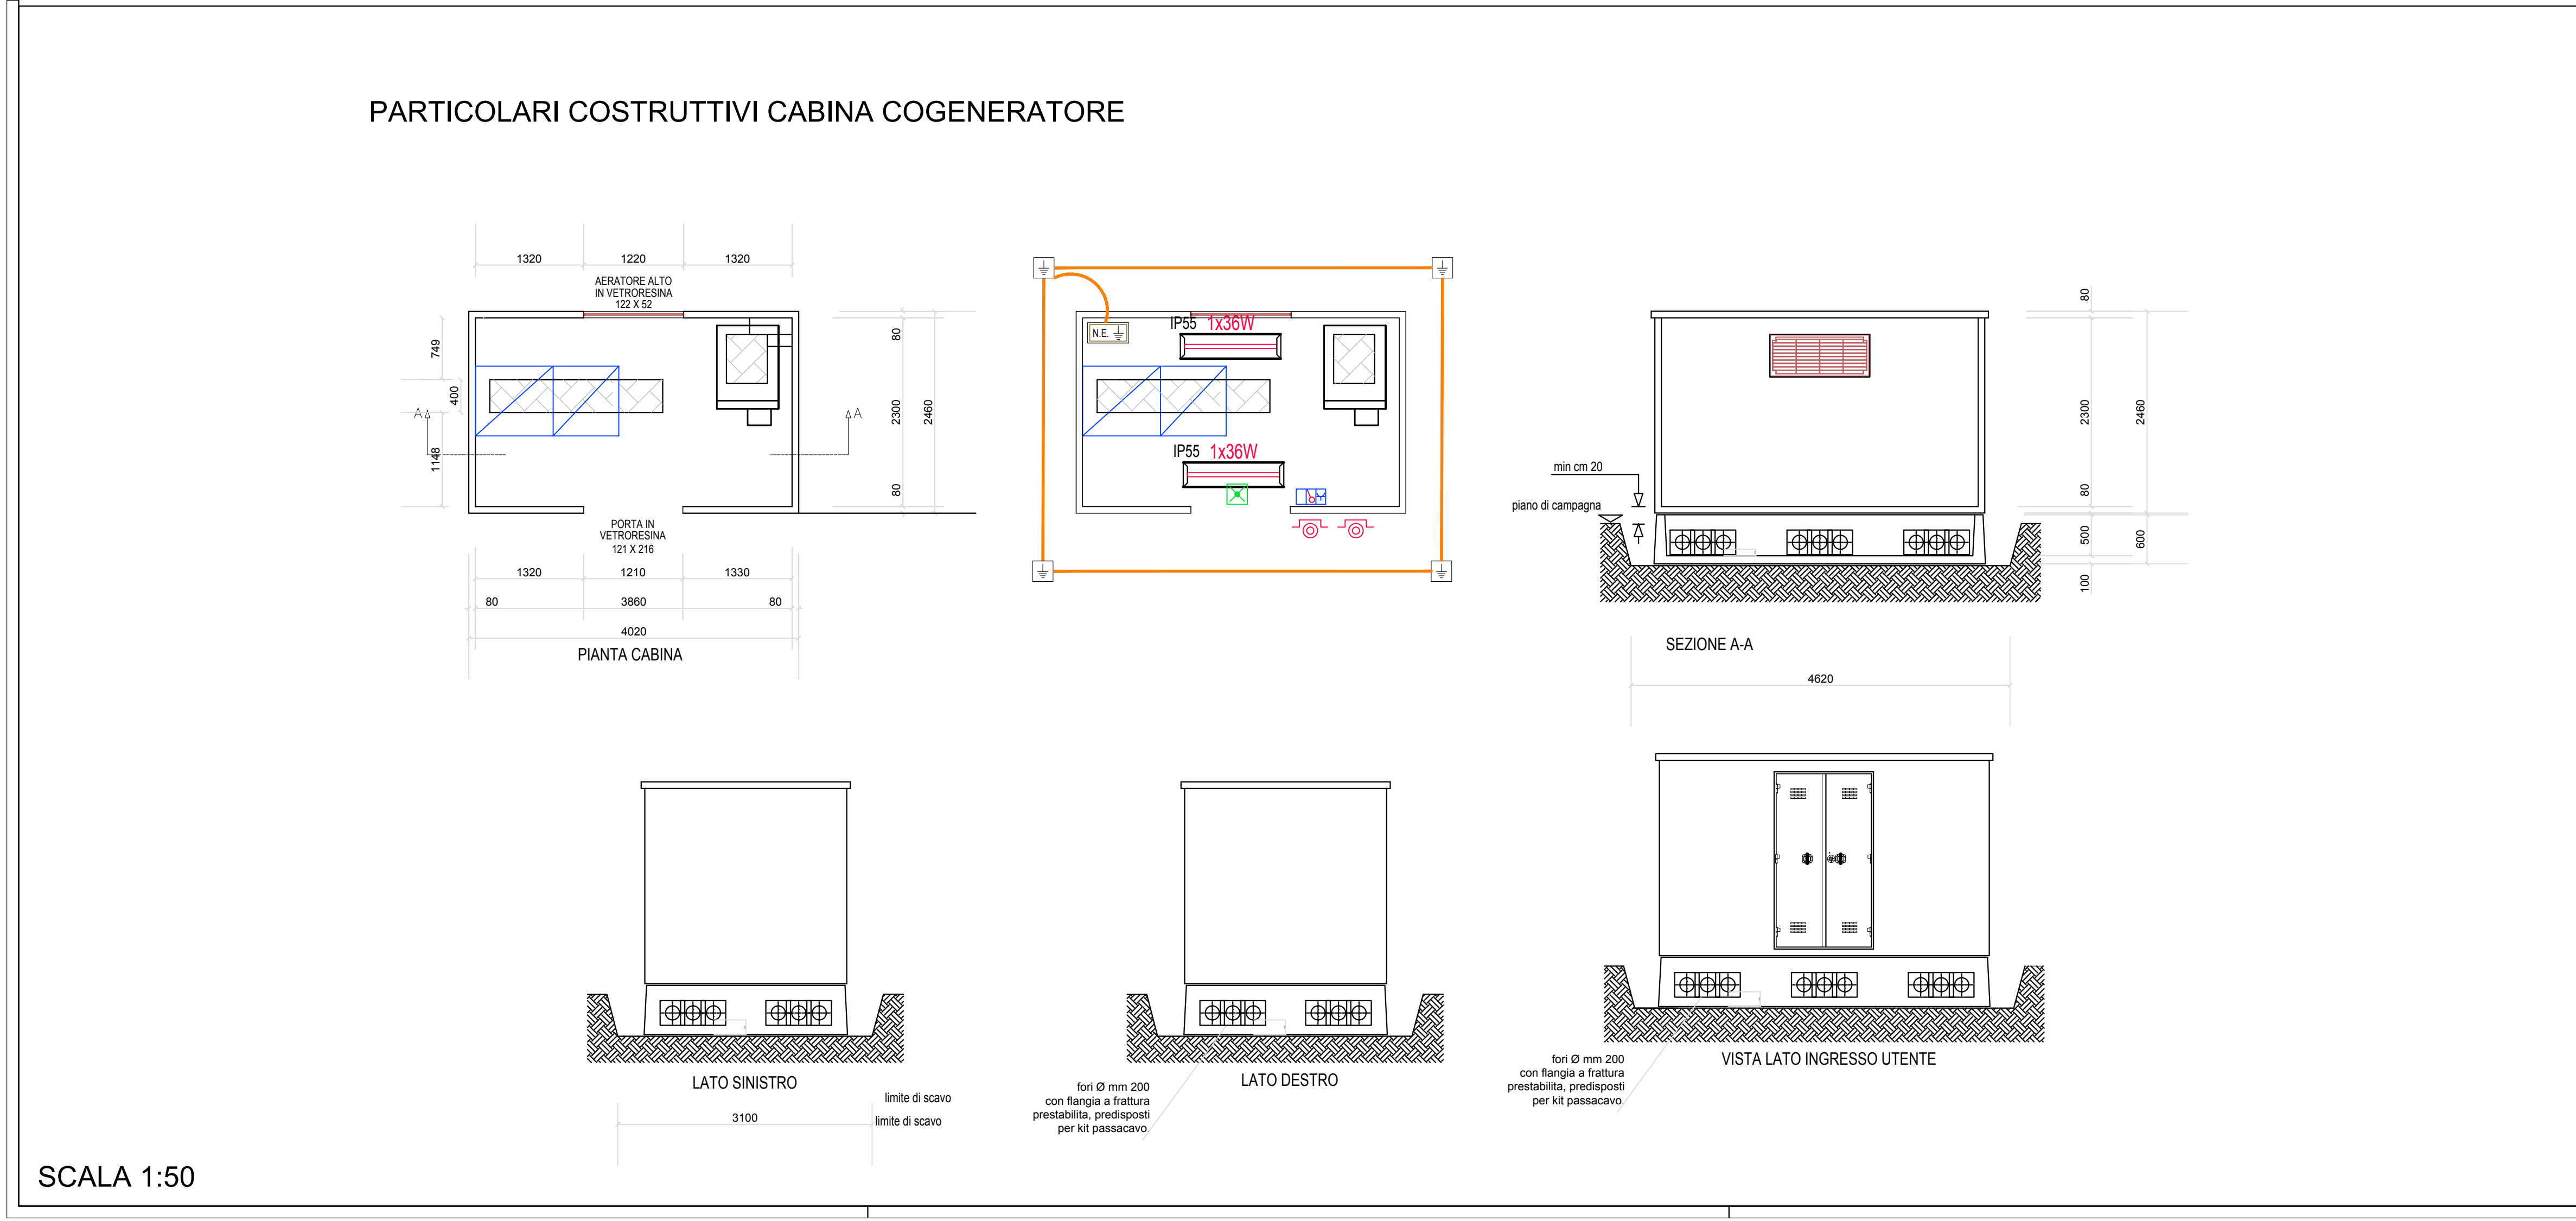 PARTICOLARI COSTRUTTIVI CABINA COGENERATORE
1320
1220
1320
AERATORE ALTO
IN VETRORESINA
122 X 52
749
400
1148
A
A
80
2300
80
2460
PORTA IN
VETRORESINA
121 X 216
1320
1210
1330
80
3860
80
4020
PIANTA CABINA
N.E.
IP55 1x36W
IP55 1x36W
min cm 20
piano di campagna
80
2300
80
2460
500
600
100
SEZIONE A-A
4620
LATO SINISTRO
limite di scavo
3100
limite di scavo
LATO DESTRO
fori Ø mm 200
con flangia a frattura
prestabilita, predisposti
per kit passacavo.
VISTA LATO INGRESSO UTENTE
fori Ø mm 200
con flangia a frattura
prestabilita, predisposti
per kit passacavo.
SCALA 1:50